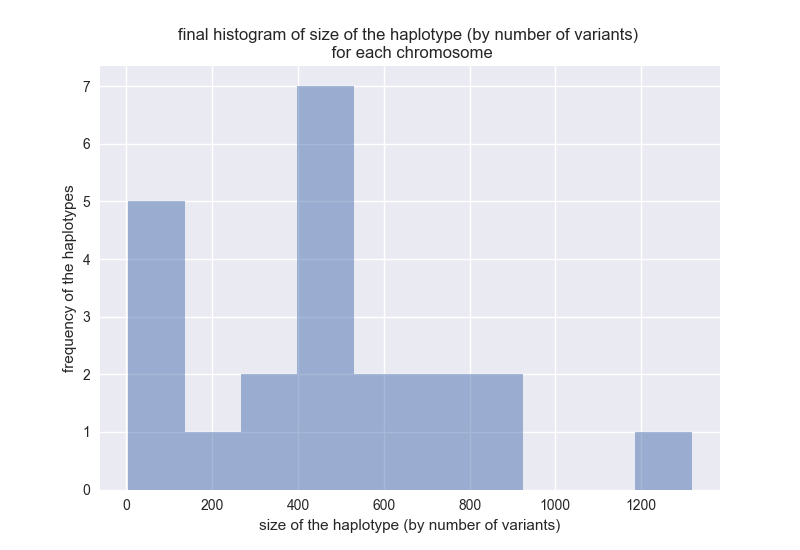 final histogram of size of the haplotype (by number of variants)
for each chromosome
frequency of the haplotypes
7
6
5
4
3
2
1
0
0 200 400 600 800 1000 1200
size of the haplotype (by number of variants)